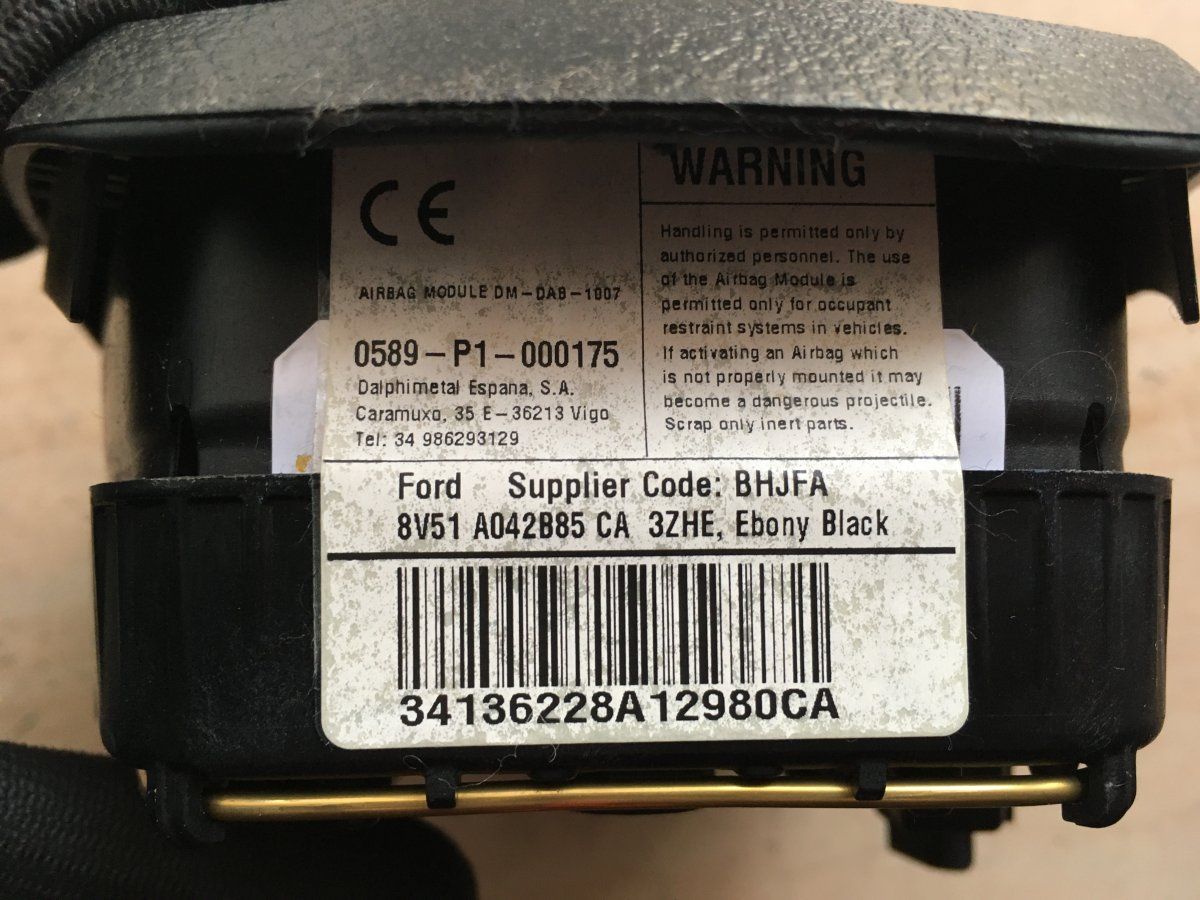 CE
AIRBAG MODULE DM-DAB-1007
0589-P1-000175
Dalphimetal Espana, S.A.
Caramuxo, 35 E-36213 Vigo
Tel: 34 986293129
WARNING
Handling is permitted only by
authorized personnel. The use
of the Airbag Module is
permitted only for occupant
restraint systems in vehicles.
If activating an Airbag which
is not properly mounted it may
become a dangerous projectile.
Scrap only inert parts.
Ford Supplier Code: BHJFA
8V51 A042B85 CA 3ZHE, Ebony Black
34136228A12980CA